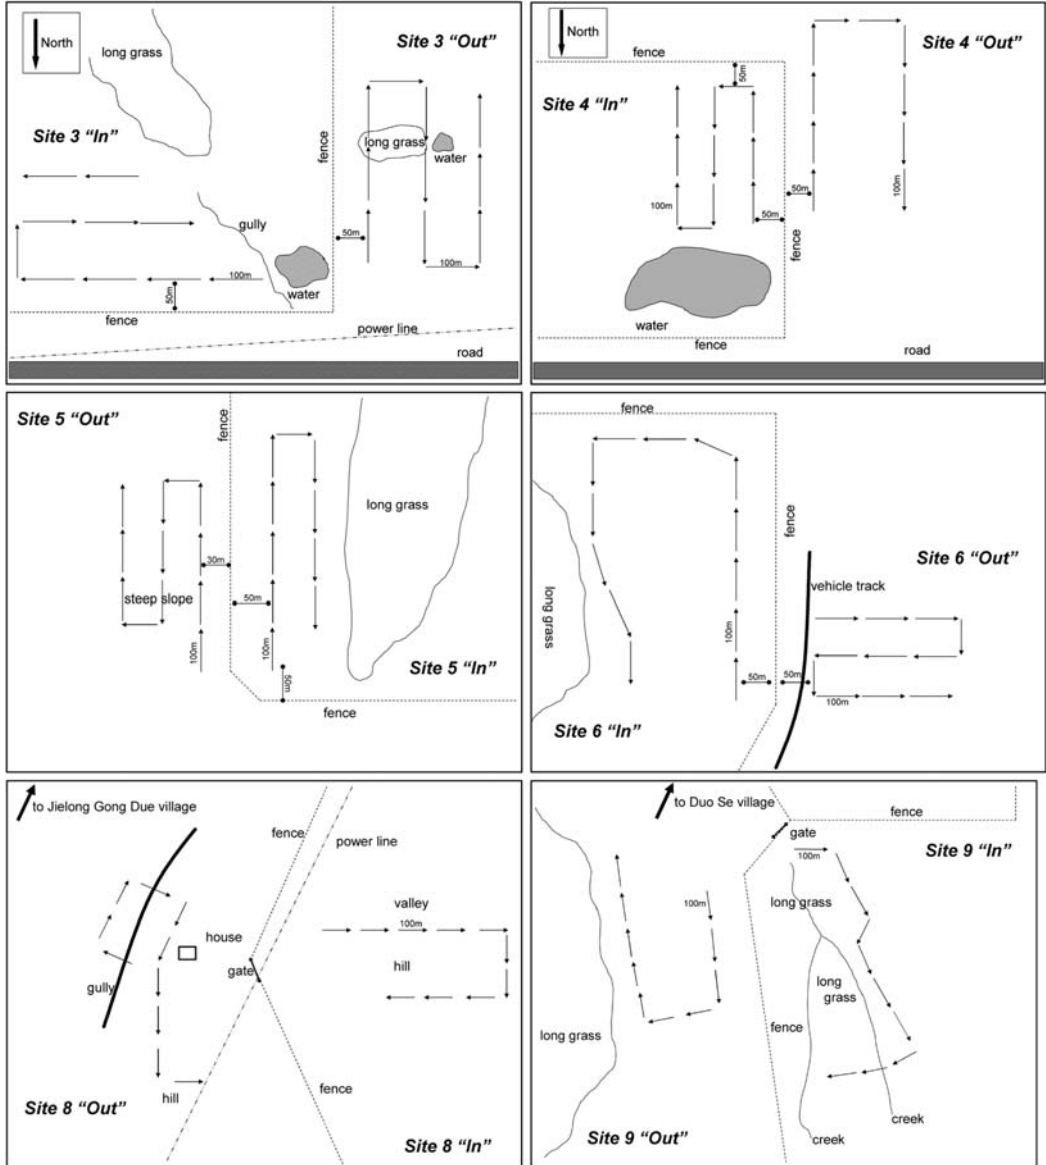 North
long grass
Site 3 “Out”
Site 3 “In”
fence
long grass
water
gully
50m
100m
100m
water
50m
fence
power line
road
North
fence
Site 4 “Out”
50m
Site 4 “In”
100m
50m
50m
100m
fence
water
fence
road
Site 5 “Out”
fence
long grass
30m
steep slope
50m
100m
100m
Site 5 “In”
50m
fence
fence
fence
Site 6 “Out”
vehicle track
long grass
100m
50m
50m
100m
Site 6 “In”
to Jielong Gong Due village
fence
power line
valley
100m
house
gate
hill
gully
fence
hill
Site 8 “Out”
Site 8 “In”
to Duo Se village
fence
gate
100m
Site 9 “In”
100m
long grass
long
grass
long grass
fence
creek
creek
Site 9 “Out”